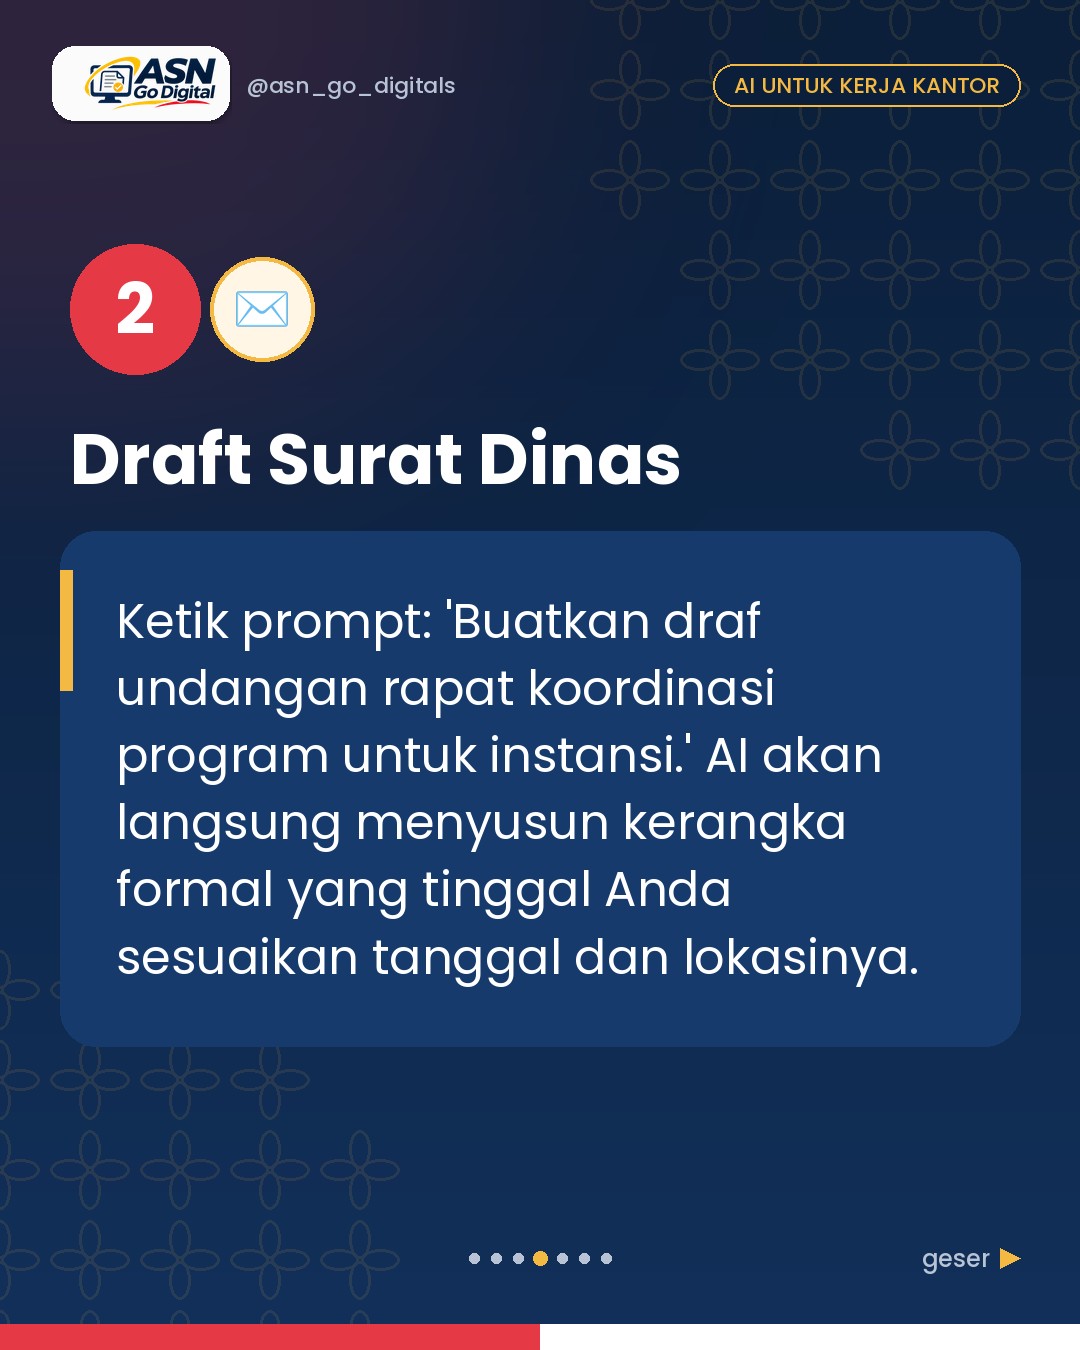 ASN
Go Digital
@asn_go_digitals
AI UNTUK KERJA KANTOR
2
Draft Surat Dinas
Ketik prompt: 'Buatkan draf
undangan rapat koordinasi
program untuk instansi.' AI akan
langsung menyusun kerangka
formal yang tinggal Anda
sesuaikan tanggal dan lokasinya.
geser